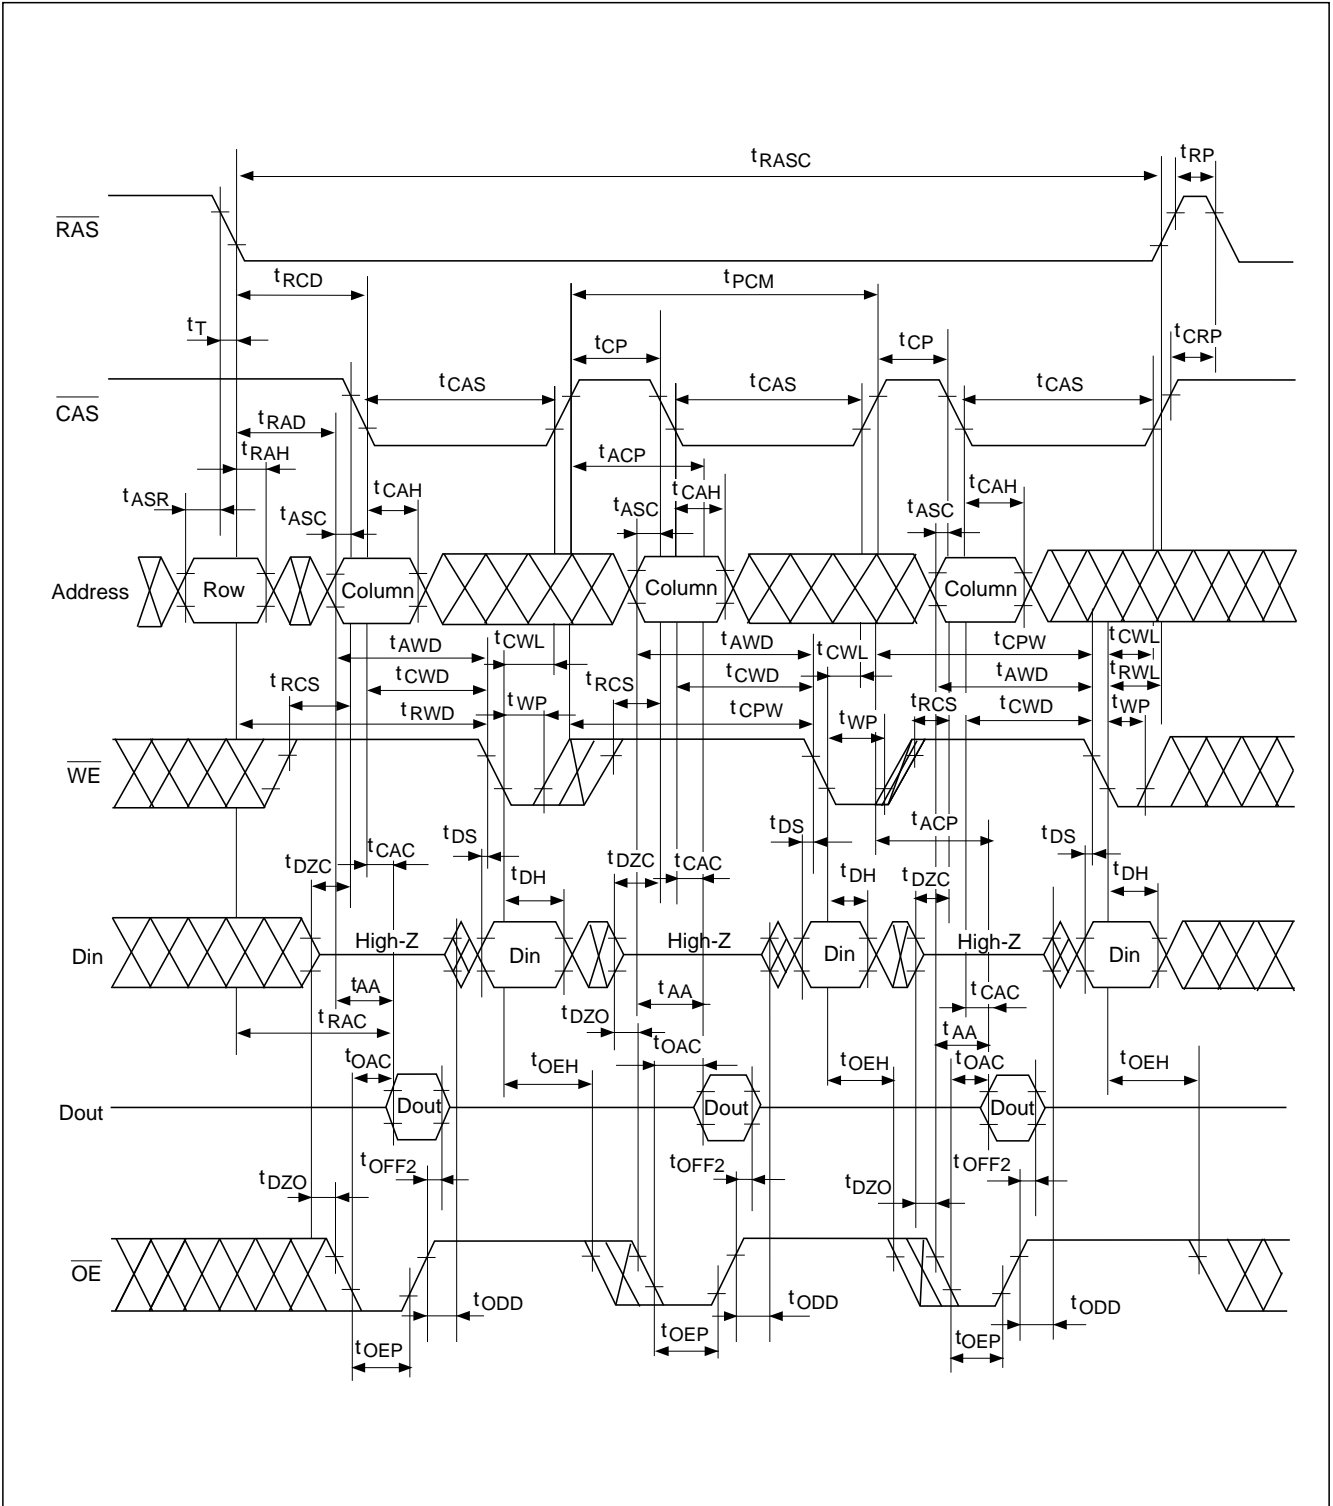 tRASC
tRP
RAS
tRCD
tPCM
tT
tCP
tCP
tCRP
tCAS
tCAS
tCAS
CAS
tRAD
tRAH
tACP
tASR
tCAH
tCAH
tCAH
tASC
tASC
tASC
Address
Row
Column
Column
Column
tAWD
tCWL
tAWD
tCWL
tCPW
tCWL
tRCS
tCWD
tRCS
tCWD
tAWD
tRWL
tRWD
tWP
tCPW
tWP
tRCS
tCWD
tWP
WE
tDS
tDS
tACP
tDS
tDZC
tCAC
tDZC
tCAC
tDH
tDH
tDZC
tDH
Din
High-Z
Din
High-Z
Din
High-Z
Din
tAA
tAA
tCAC
tRAC
tDZO
tAA
tOAC
tOEH
tOAC
tOEH
tOAC
tOEH
Dout
Dout
Dout
Dout
tDZO
tOFF2
tOFF2
tDZO
tOFF2
OE
tODD
tODD
tODD
tOEP
tOEP
tOEP